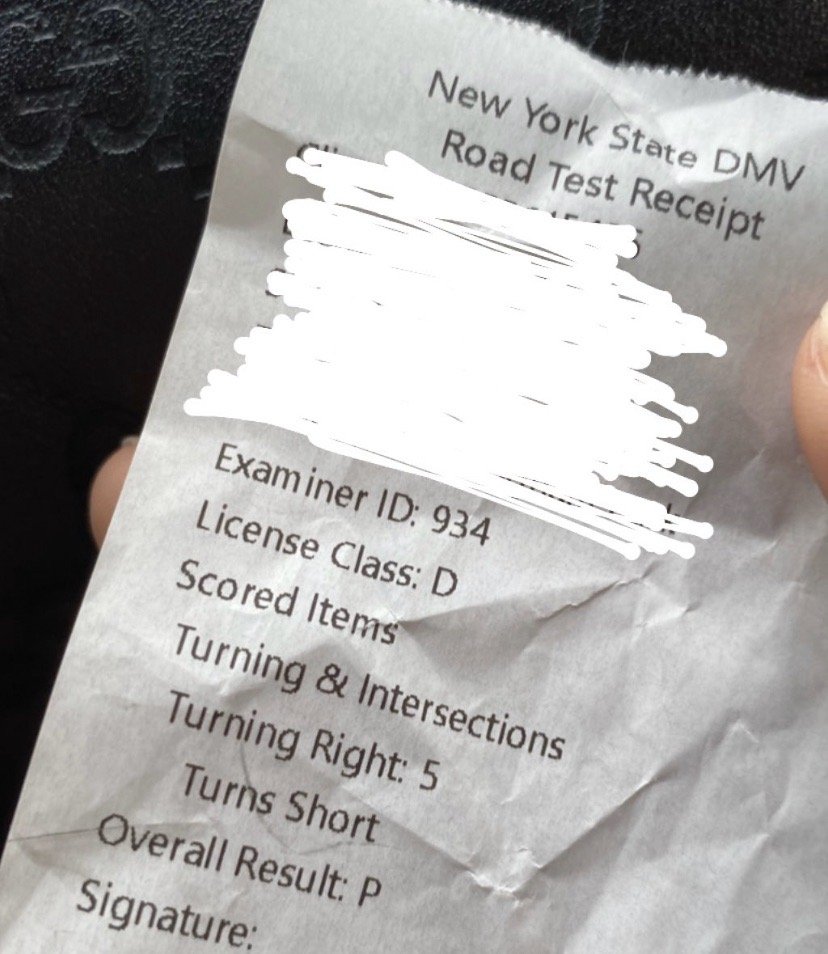 New York State DMV
Road Test Receipt
Examiner ID: 934
License Class: D
Scored Items
Turning & Intersections
Turning Right: 5
Turns Short
Overall Result: P
Signature: